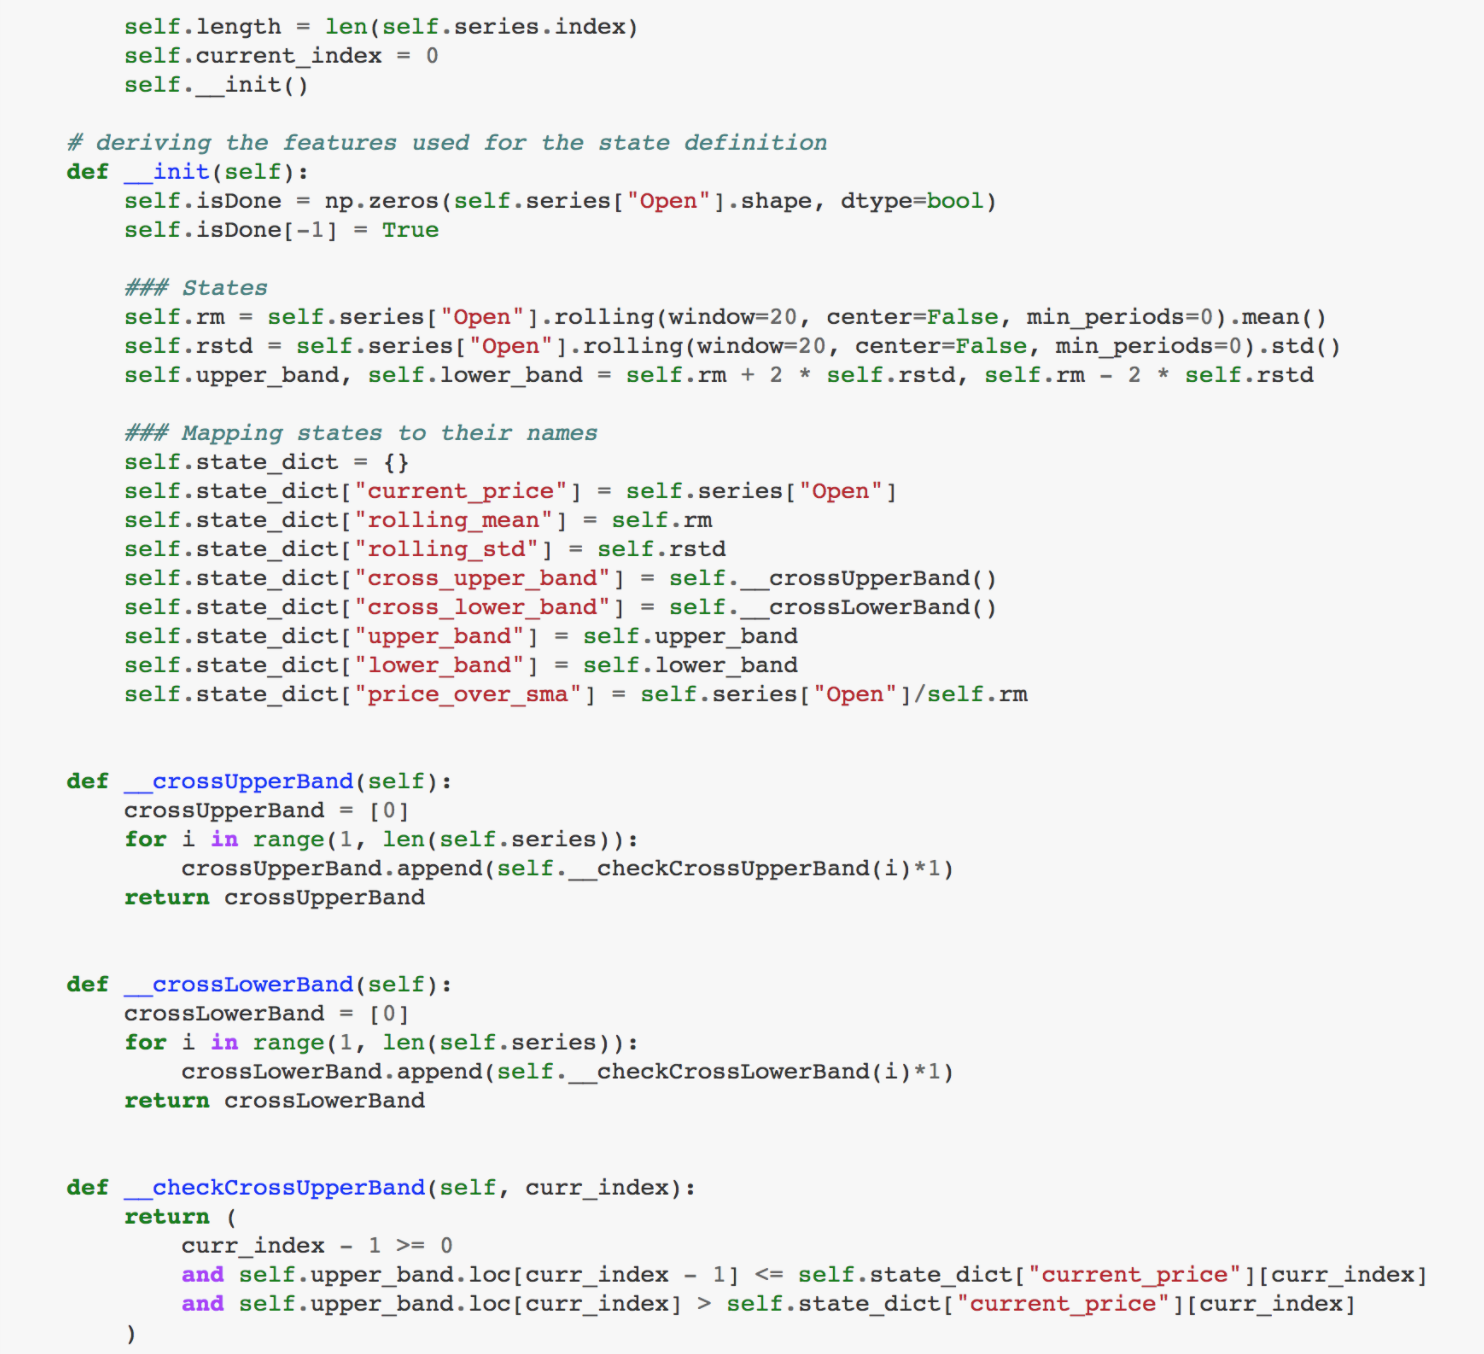 self.length = len(self.series.index)
        self.current_index = 0
        self.__init()

    # deriving the features used for the state definition
    def __init(self):
        self.isDone = np.zeros(self.series["Open"].shape, dtype=bool)
        self.isDone[-1] = True

        ### States
        self.rm = self.series["Open"].rolling(window=20, center=False, min_periods=0).mean()
        self.rstd = self.series["Open"].rolling(window=20, center=False, min_periods=0).std()
        self.upper_band, self.lower_band = self.rm + 2 * self.rstd, self.rm - 2 * self.rstd

        ### Mapping states to their names
        self.state_dict = {}
        self.state_dict["current_price"] = self.series["Open"]
        self.state_dict["rolling_mean"] = self.rm
        self.state_dict["rolling_std"] = self.rstd
        self.state_dict["cross_upper_band"] = self.__crossUpperBand()
        self.state_dict["cross_lower_band"] = self.__crossLowerBand()
        self.state_dict["upper_band"] = self.upper_band
        self.state_dict["lower_band"] = self.lower_band
        self.state_dict["price_over_sma"] = self.series["Open"]/self.rm


    def __crossUpperBand(self):
        crossUpperBand = [0]
        for i in range(1, len(self.series)):
            crossUpperBand.append(self.__checkCrossUpperBand(i)*1)
        return crossUpperBand


    def __crossLowerBand(self):
        crossLowerBand = [0]
        for i in range(1, len(self.series)):
            crossLowerBand.append(self.__checkCrossLowerBand(i)*1)
        return crossLowerBand


    def __checkCrossUpperBand(self, curr_index):
        return (
            curr_index - 1 >= 0
            and self.upper_band.loc[curr_index - 1] <= self.state_dict["current_price"][curr_index]
            and self.upper_band.loc[curr_index] > self.state_dict["current_price"][curr_index]
        )